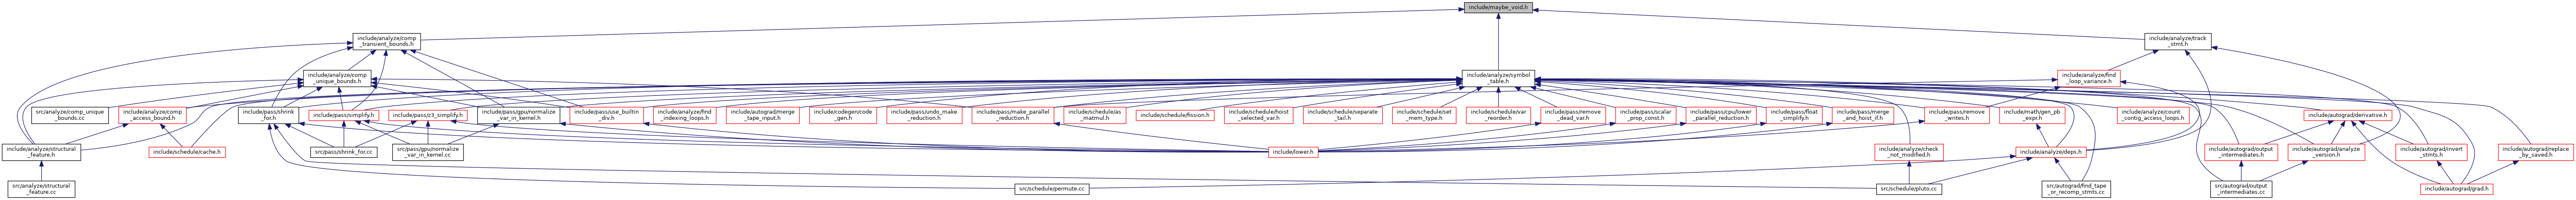 include/maybe_void.h
include/analyze/comp
_transient_bounds.h
include/analyze/track
_stmt.h
include/analyze/comp
_unique_bounds.h
include/analyze/symbol
_table.h
include/analyze/find
_loop_variance.h
src/analyze/comp_unique
_bounds.cc
include/analyze/comp
_access_bound.h
include/pass/shrink
_for.h
include/pass/simplify.h
include/pass/z3_simplify.h
include/pass/gpu/normalize
_var_in_kernel.h
include/pass/use_builtin
_div.h
include/analyze/find
_indexing_loops.h
include/autograd/merge
_tape_input.h
include/codegen/code
_gen.h
include/pass/undo_make
_reduction.h
include/pass/make_parallel
_reduction.h
include/schedule/as
_matmul.h
include/schedule/fission.h
include/schedule/hoist
_selected_var.h
include/schedule/separate
_tail.h
include/schedule/set
_mem_type.h
include/schedule/var
_reorder.h
include/pass/remove
_dead_var.h
include/pass/scalar
_prop_const.h
include/pass/cpu/lower
_parallel_reduction.h
include/pass/float
_simplify.h
include/pass/merge
_and_hoist_if.h
include/pass/remove
_writes.h
include/math/gen_pb
_expr.h
include/analyze/count
_contig_access_loops.h
include/autograd/derivative.h
include/analyze/structural
_feature.h
include/schedule/cache.h
src/pass/shrink_for.cc
src/pass/gpu/normalize
_var_in_kernel.cc
include/lower.h
include/analyze/check
_not_modified.h
include/analyze/deps.h
include/autograd/output
_intermediates.h
include/autograd/analyze
_version.h
include/autograd/invert
_stmts.h
include/autograd/replace
_by_saved.h
src/analyze/structural
_feature.cc
src/schedule/permute.cc
src/schedule/pluto.cc
src/autograd/find_tape
_or_recomp_stmts.cc
src/autograd/output
_intermediates.cc
include/autograd/grad.h